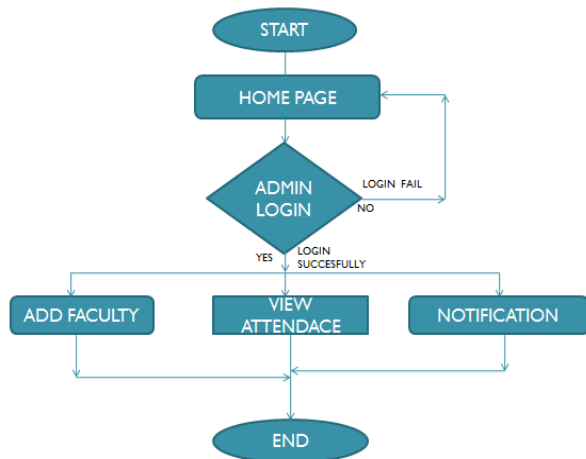 START
HOME PAGE
ADMIN
LOGIN
LOGIN FAIL
NO
YES
LOGIN
SUCCESFULLY
ADD FACULTY
VIEW
ATTENDACE
NOTIFICATION
END